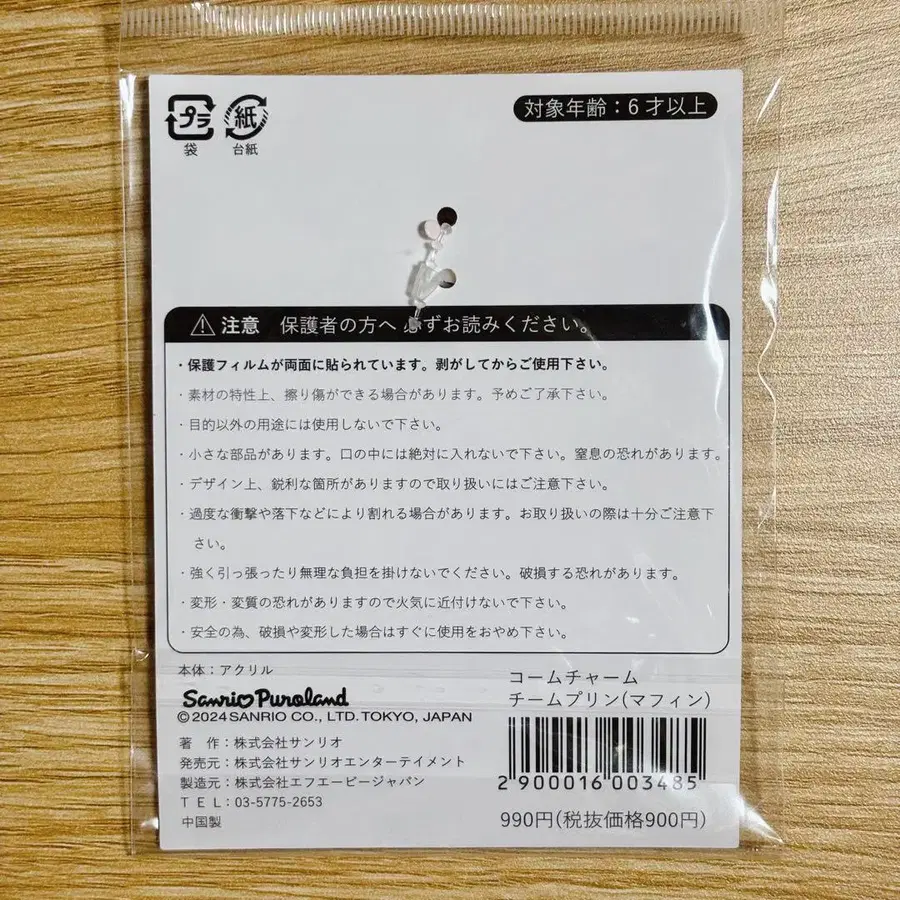 プラ
袋
紙
台紙
対象年齢：6才以上
⚠ 注意 保護者の方へ 必ずお読みください。
・保護フィルムが両面に貼られています。剥がしてからご使用下さい。
・素材の特性上、擦り傷ができる場合があります。予めご了承下さい。
・目的以外の用途には使用しないで下さい。
・小さな部品があります。口の中には絶対に入れないで下さい。窒息の恐れがあります。
・デザイン上、鋭利な箇所がありますので取り扱いにはご注意下さい。
・過度な衝撃や落下などにより割れる場合があります。お取り扱いの際は十分ご注意下
さい。
・強く引っ張ったり無理な負担を掛けないでください。破損する恐れがあります。
・変形・変質の恐れがありますので火気に近付けないで下さい。
・安全の為、破損や変形した場合はすぐに使用をおやめ下さい。
本体：アクリル
Sanrio Puroland
©2024 SANRIO CO., LTD. TOKYO, JAPAN
著　作：株式会社サンリオ
発売元：株式会社サンリオエンターテイメント
製造元：株式会社エフエービージャパン
ＴＥＬ：03-5775-2653
中国製
コームチャーム
チームプリン(マフィン)
2 900016 003485
990円(税抜価格900円)